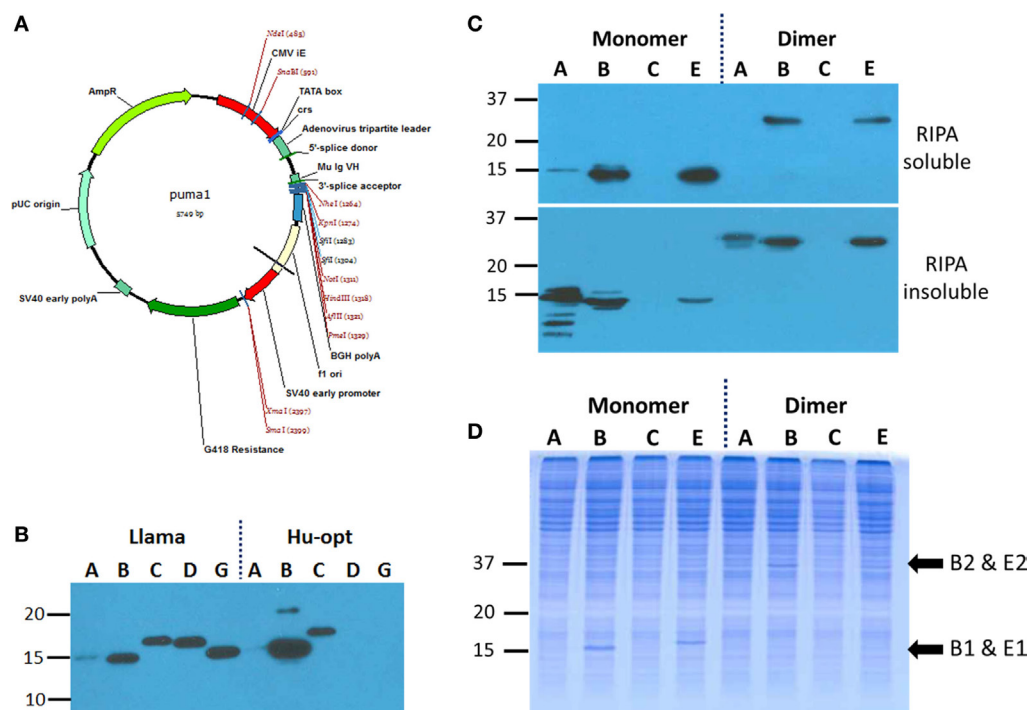 A
NdeI (485)
CMV iE
SnaBI (591)
TATA box
crs
Adenovirus tripartite leader
5'-splice donor
Mu Ig VH
3'-splice acceptor
NheI (1264)
KpnI (1274)
SfiI (1283)
SfiI (1304)
NotI (1311)
HindIII (1318)
AflII (1321)
PmeI (1329)
BGH polyA
f1 ori
SV40 early promoter
XmaI (2397)
SmaI (2399)
G418 Resistance
SV40 early polyA
pUC origin
AmpR
puma1
5749 bp
B
Llama Hu-opt
A B C D G A B C D G
20
15
10
C
Monomer Dimer
A B C E A B C E
37
20
15
RIPA
soluble
37
20
15
RIPA
insoluble
D
Monomer Dimer
A B C E A B C E
37
20
15
B2 & E2
B1 & E1